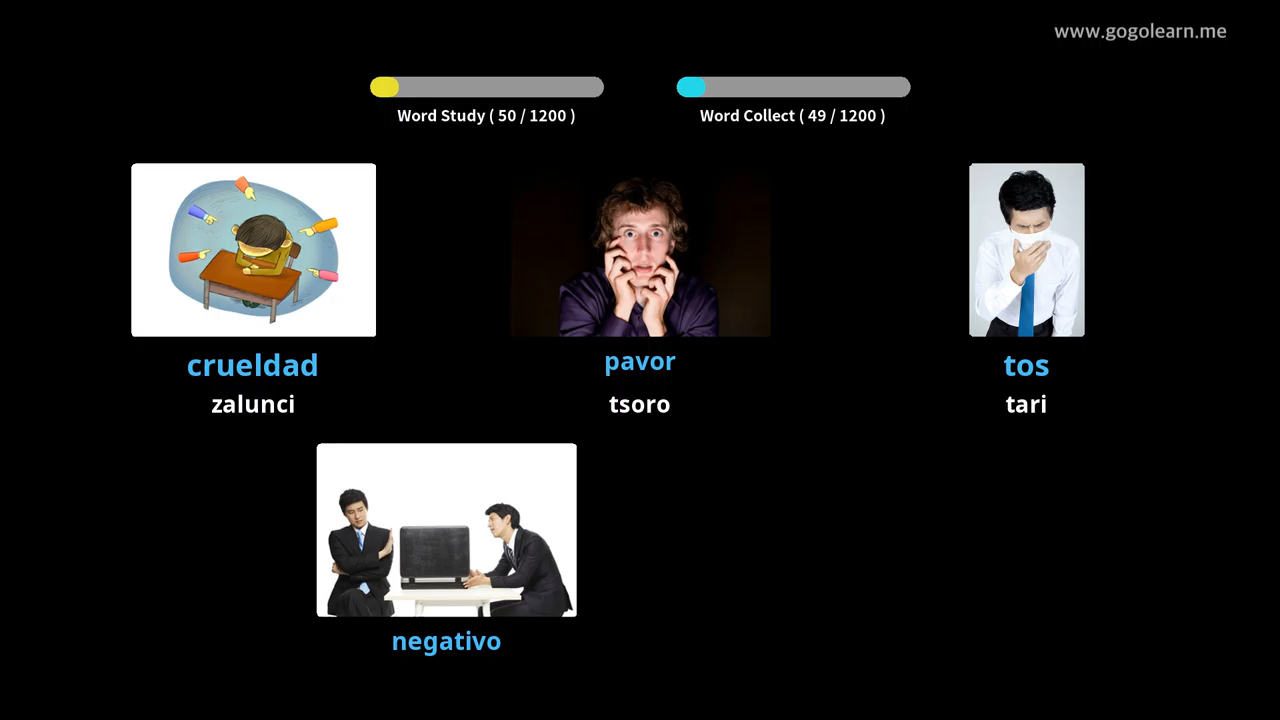 www.gogolearn.me
Word Study ( 50 / 1200 )
Word Collect ( 49 / 1200 )
crueldad
pavor
tos
zalunci
tsoro
tari
negativo